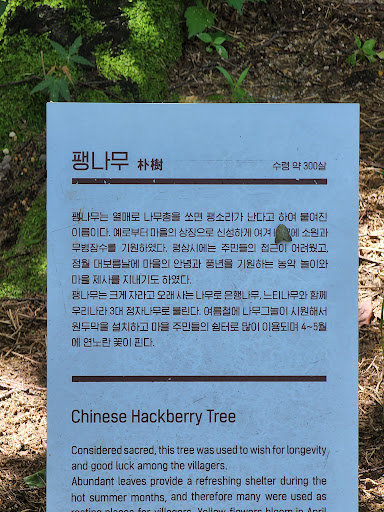 팽나무 朴樹 수령 약 300살
팽나무는 열매로 나무총을 쏘면 팽소리가 난다고 하여 붙여진
이름이다. 예로부터 마을의 상징으로 신성하게 여겨 소원과
무병장수를 기원하였다. 평상시에는 주민들의 접근이 어려웠고,
정월 대보름날에 마을의 안녕과 풍년을 기원하는 농악 놀이와
마을 제사를 지내기도 하였다.
팽나무는 크게 자라고 오래 사는 나무로 은행나무, 느티나무와 함께
우리나라 3대 정자나무로 불린다. 여름철에 나무그늘이 시원해서
원두막을 설치하고 마을 주민들의 쉼터로 많이 이용되며 4~5월
에 연노란 꽃이 핀다.
Chinese Hackberry Tree
Considered sacred, this tree was used to wish for longevity
and good luck among the villagers.
Abundant leaves provide a refreshing shelter during the
hot summer months, and therefore many were used as
resting places for villagers. Yellow flowers bloom in April